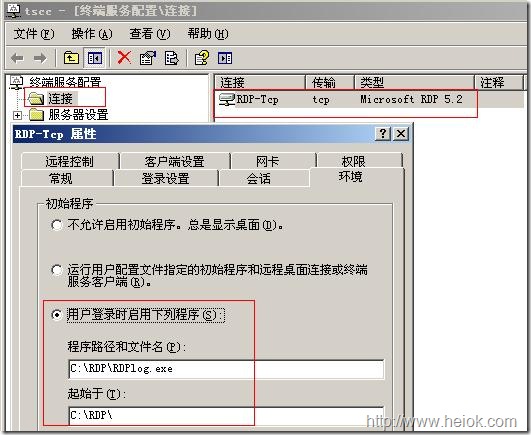 tscc - [终端服务配置\连接]
文件(F) 操作(A) 查看(V) 帮助(H)
终端服务配置
连接
服务器设置
连接 传输 类型 注释
RDP-Tcp tcp Microsoft RDP 5.2
RDP-Tcp 属性
远程控制 客户端设置 网卡 权限
常规 登录设置 会话 环境
初始程序
不允许启用初始程序。总是显示桌面(D)。
运行用户配置文件指定的初始程序和远程桌面连接或终端
服务客户端(R)。
用户登录时启用下列程序(S):
程序路径和文件名(P):
C:\RDP\RDPlog.exe
起始于(T):
C:\RDP\
http://www.heiok.com